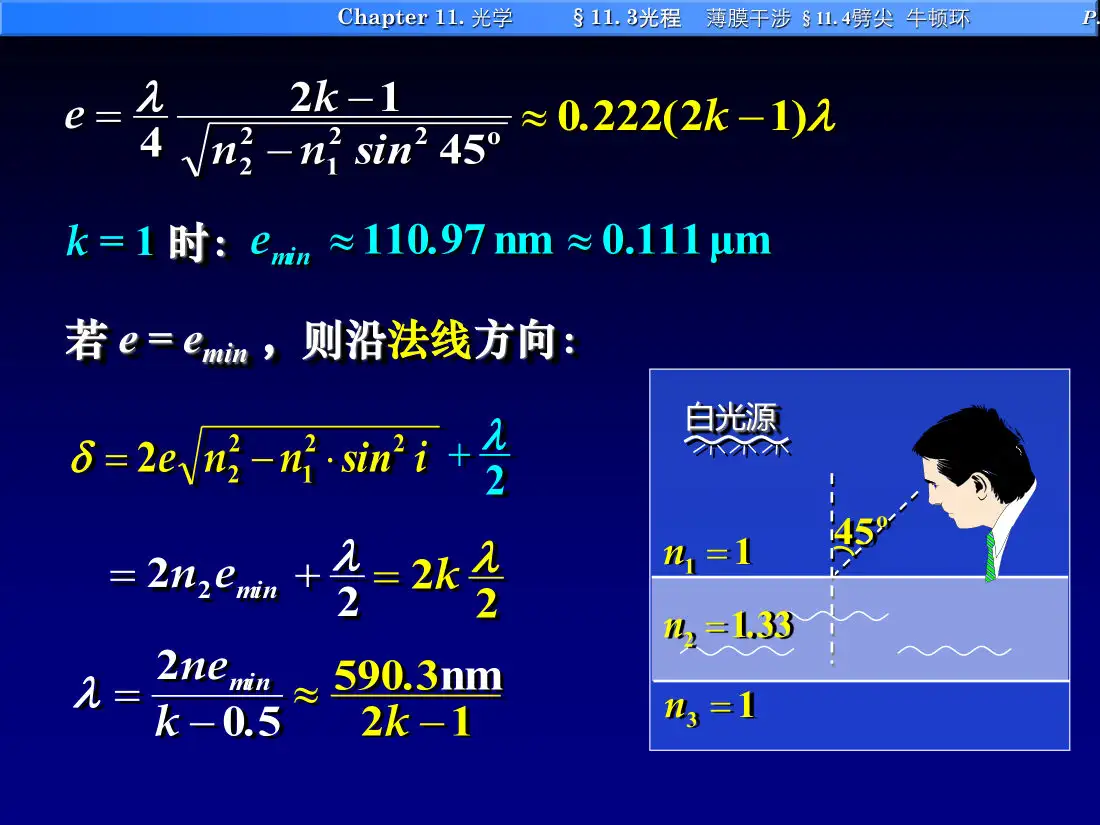 Chapter 11. 光学 §11. 3光程 薄膜干涉 §11. 4劈尖 牛顿环 P.
e = λ/4 (2k − 1)/√(n₂² − n₁² sin² 45º) ≈ 0.222(2k − 1)λ
k = 1 时: e_min ≈ 110.97 nm ≈ 0.111 μm
若 e = e_min ，则沿法线方向:
δ = 2e√(n₂² − n₁² · sin² i) + λ/2
= 2n₂e_min + λ/2 = 2k λ/2
λ = 2ne_min/(k − 0.5) ≈ 590.3nm/(2k − 1)
白光源
45º
n₁ = 1
n₂ = 1.33
n₃ = 1